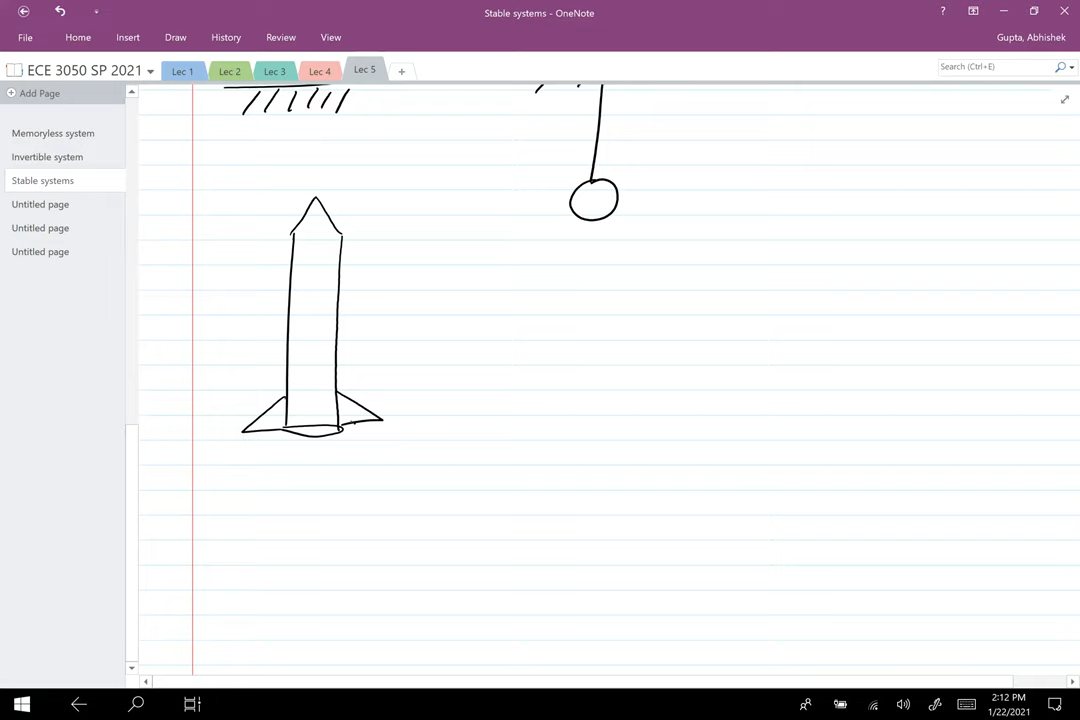 Stable systems - OneNote
?
File Home Insert Draw History Review View
Gupta, Abhishek
ECE 3050 SP 2021
Lec 1
Lec 2
Lec 3
Lec 4
Lec 5
Search (Ctrl+E)
Add Page
Memoryless system
Invertible system
Stable systems
Untitled page
Untitled page
Untitled page
2:12 PM
1/22/2021